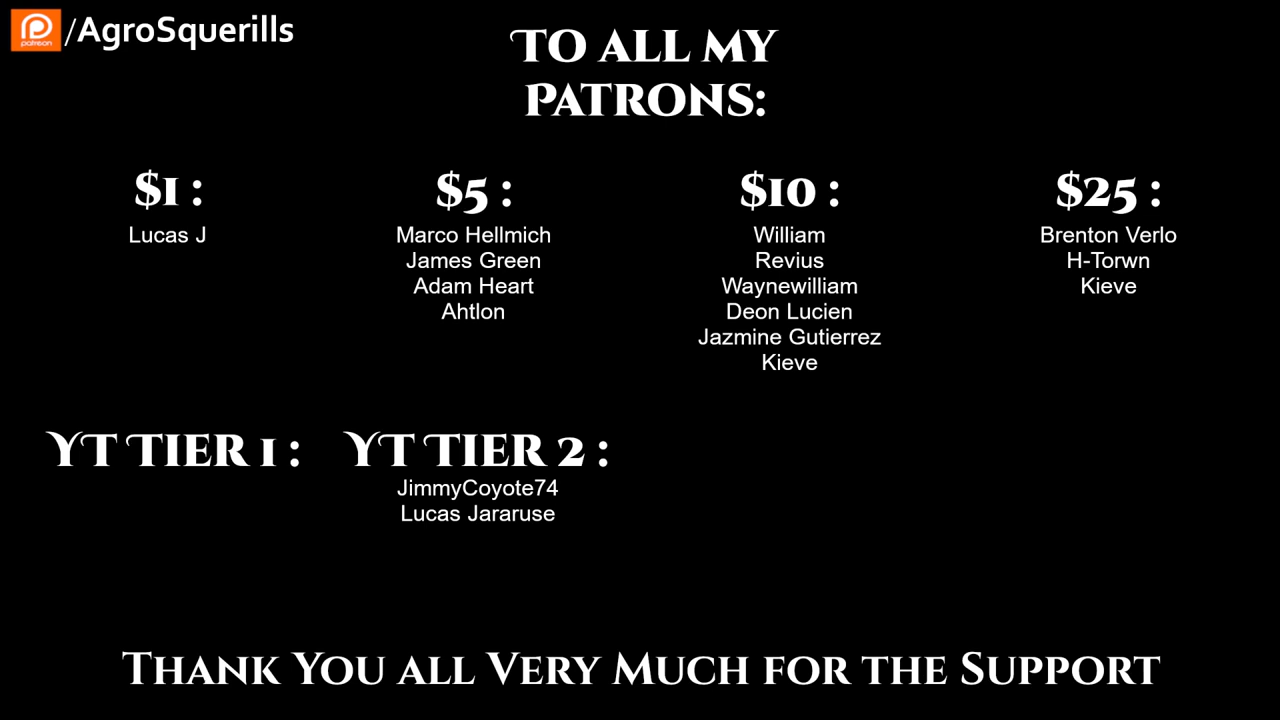 patreon
/AgroSquerills
To all my
Patrons:
$1 :
Lucas J
$5 :
Marco Hellmich
James Green
Adam Heart
Ahtlon
$10 :
William
Revius
Waynewilliam
Deon Lucien
Jazmine Gutierrez
Kieve
$25 :
Brenton Verlo
H-Torwn
Kieve
YT Tier 1 :
YT Tier 2 :
JimmyCoyote74
Lucas Jararuse
Thank You all Very Much for the Support